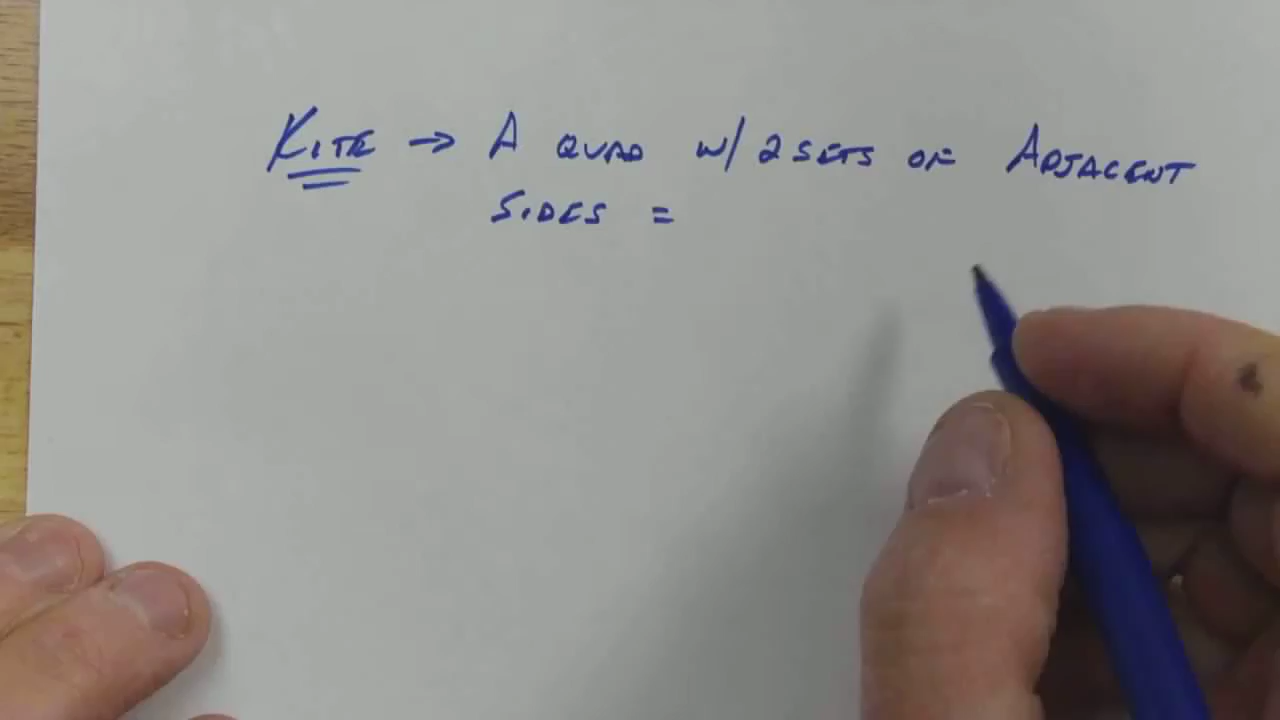 KITE → A QUAD W/ 2 SETS OF ADJACENT
SIDES =